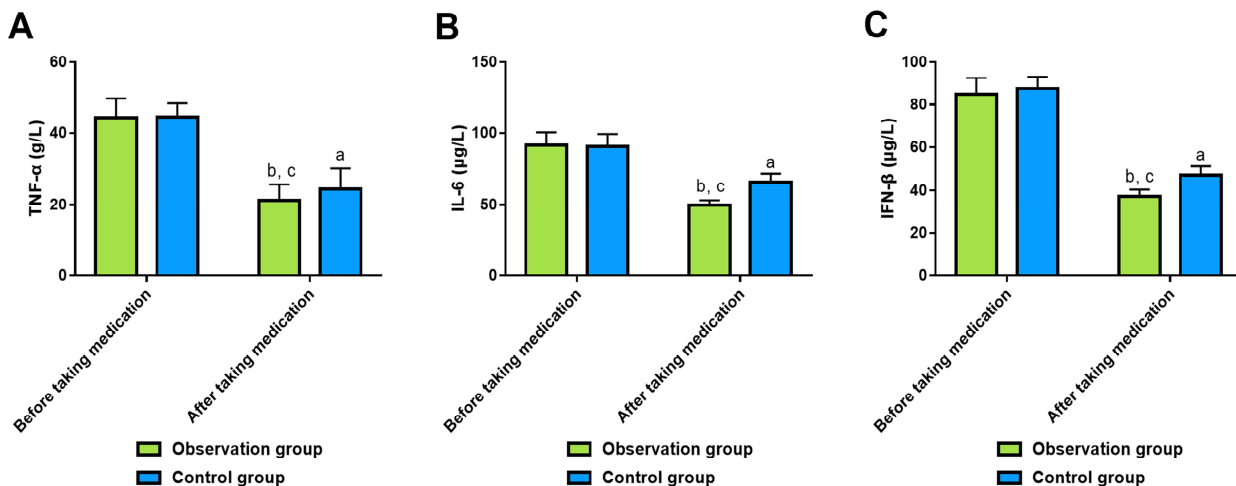 A
TNF-α (g/L)
60
40
20
0
b, c
a
Before taking medication
After taking medication
Observation group
Control group
B
IL-6 (µg/L)
150
100
50
0
b, c
a
Before taking medication
After taking medication
Observation group
Control group
C
IFN-β (µg/L)
100
80
60
40
20
0
b, c
a
Before taking medication
After taking medication
Observation group
Control group